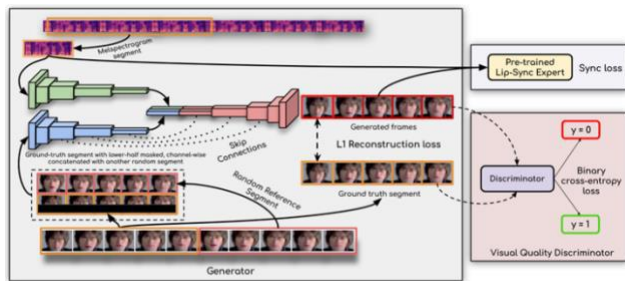 Melspectrogram
segment
Pre-trained
Lip-Sync Expert
Sync loss
Generated frames
L1 Reconstruction loss
Skip
Connections
Ground-truth segment with lower-half masked, channel-wise
concatenated with another random segment
Random Reference
Segment
Ground truth segment
Generator
y = 0
Binary
cross-entropy
loss
Discriminator
y = 1
Visual Quality Discriminator